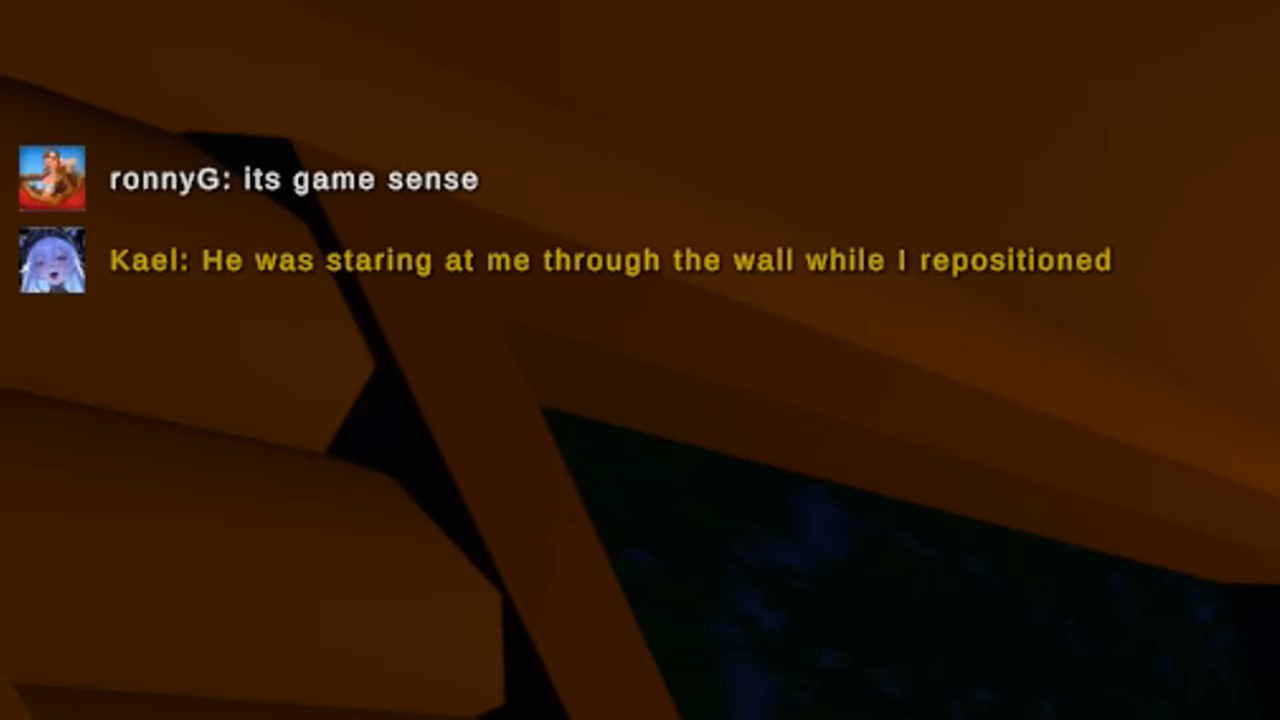 ronnyG: its game sense
Kael: He was staring at me through the wall while I repositioned